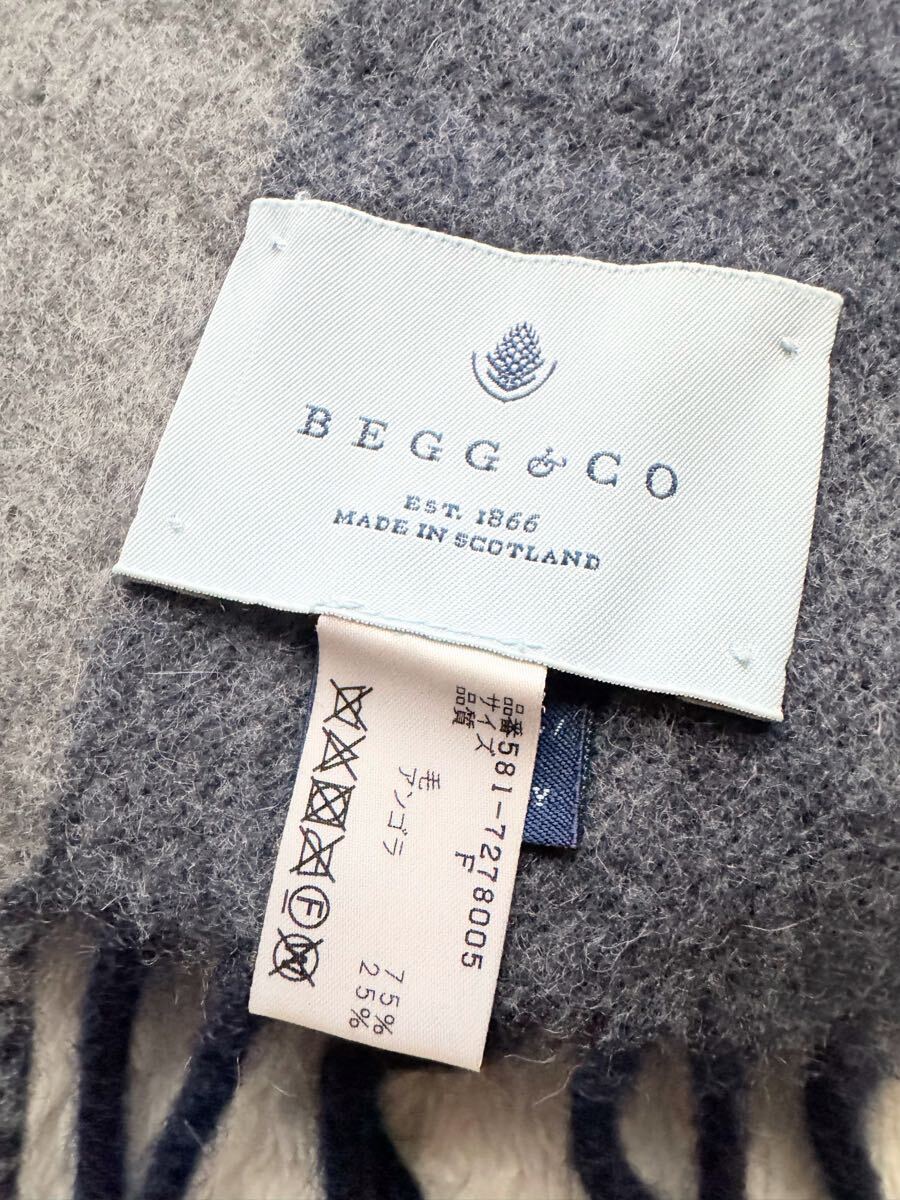 BEGG & CO
EST. 1866
MADE IN SCOTLAND
品番581-7278005
サイズ F
品質
毛 75%
アンゴラ 25%
F